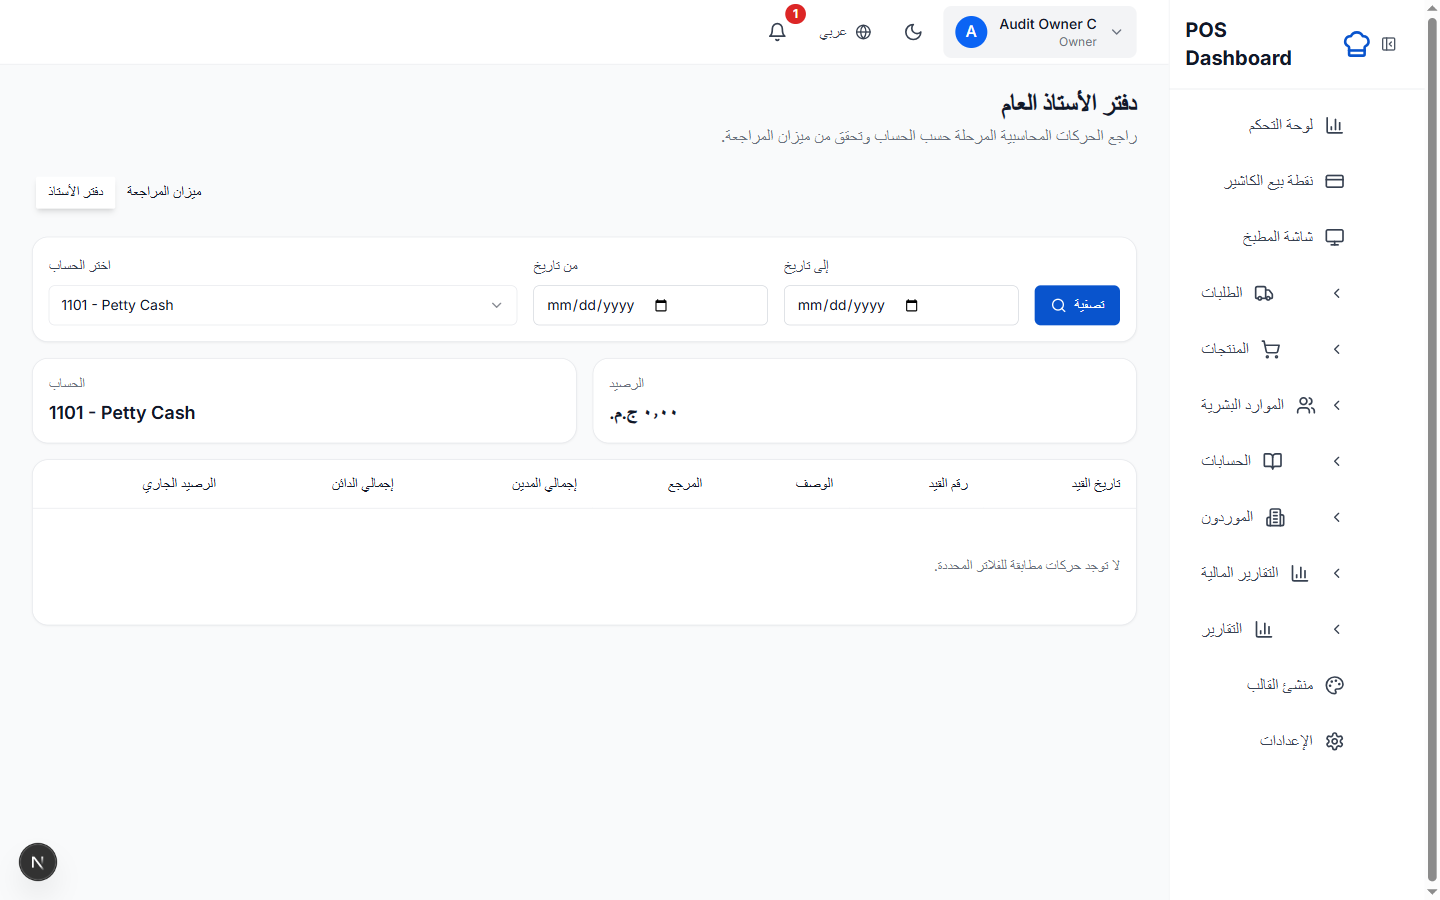 POS
Dashboard
لوحة التحكم
نقطة بيع الكاشير
شاشة المطبخ
الطلبات
المنتجات
الموارد البشرية
الحسابات
الموردون
التقارير المالية
التقارير
منشئ القالب
الإعدادات
A
Audit Owner C
Owner
عربي
1
دفتر الأستاذ العام
راجع الحركات المحاسبية المرحلة حسب الحساب وتحقق من ميزان المراجعة.
ميزان المراجعة
دفتر الأستاذ
اختر الحساب
من تاريخ
إلى تاريخ
1101 - Petty Cash
mm/dd/yyyy
mm/dd/yyyy
تصفية
الحساب
1101 - Petty Cash
الرصيد
٠٫٠٠ ج.م.
تاريخ القيد رقم القيد الوصف المرجع إجمالي المدين إجمالي الدائن الرصيد الجاري
لا توجد حركات مطابقة للفلاتر المحددة.
N